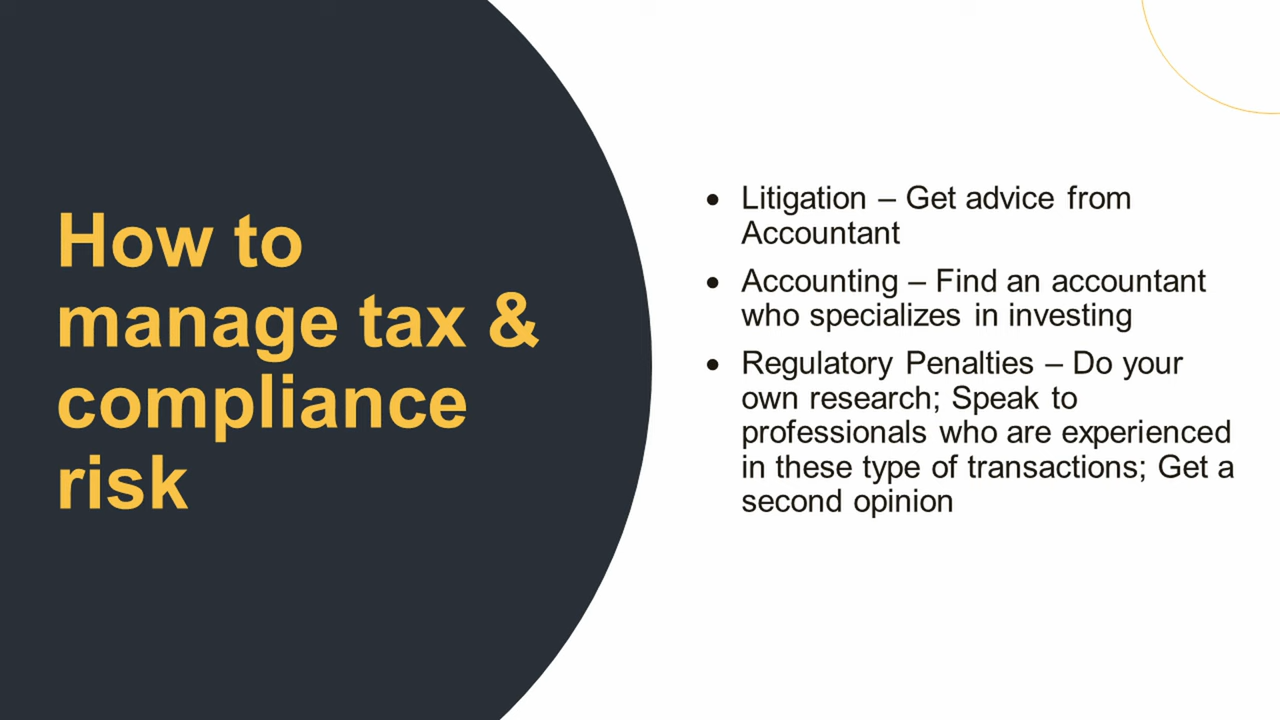 How to
manage tax &
compliance
risk
• Litigation – Get advice from
Accountant
• Accounting – Find an accountant
who specializes in investing
• Regulatory Penalties – Do your
own research; Speak to
professionals who are experienced
in these type of transactions; Get a
second opinion